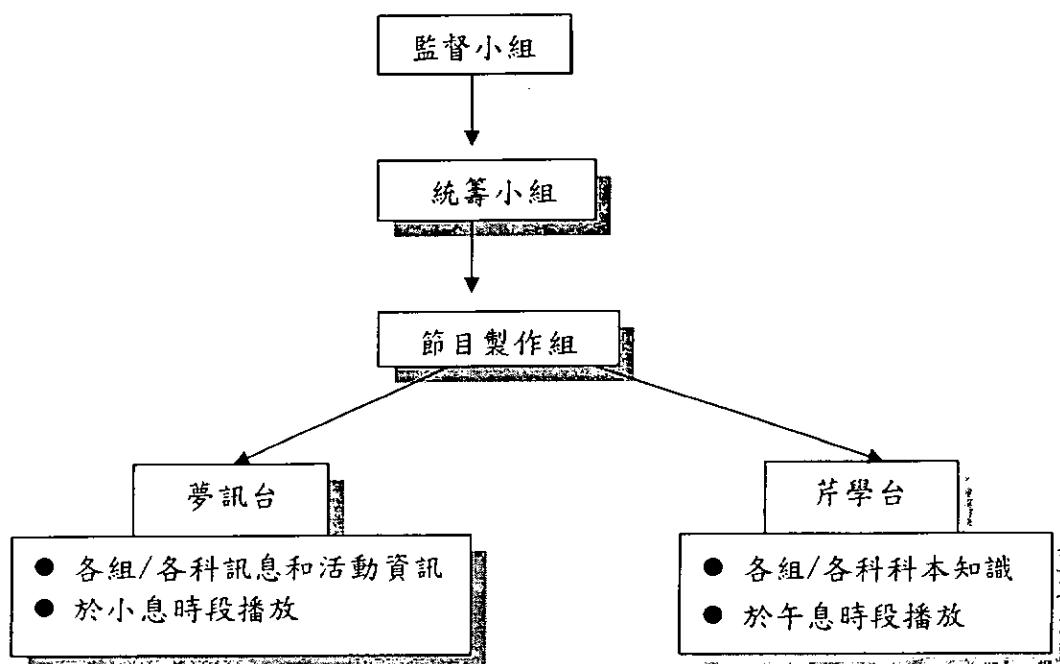 監督小組
統籌小組
節目製作組
夢訊台
● 各組/各科訊息和活動資訊
● 於小息時段播放
芹學台
● 各組/各科科本知識
● 於午息時段播放